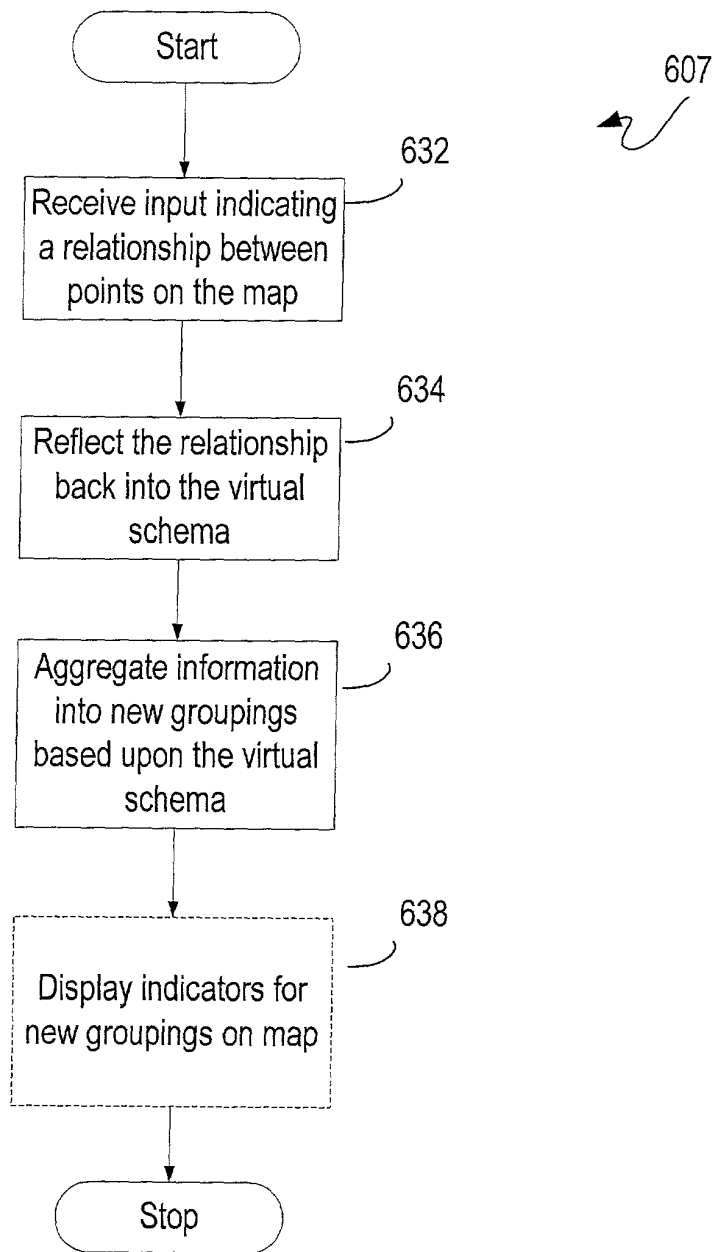 Start
607
632
Receive input indicating
a relationship between
points on the map
634
Reflect the relationship
back into the virtual
schema
636
Aggregate information
into new groupings
based upon the virtual
schema
638
Display indicators for
new groupings on map
Stop